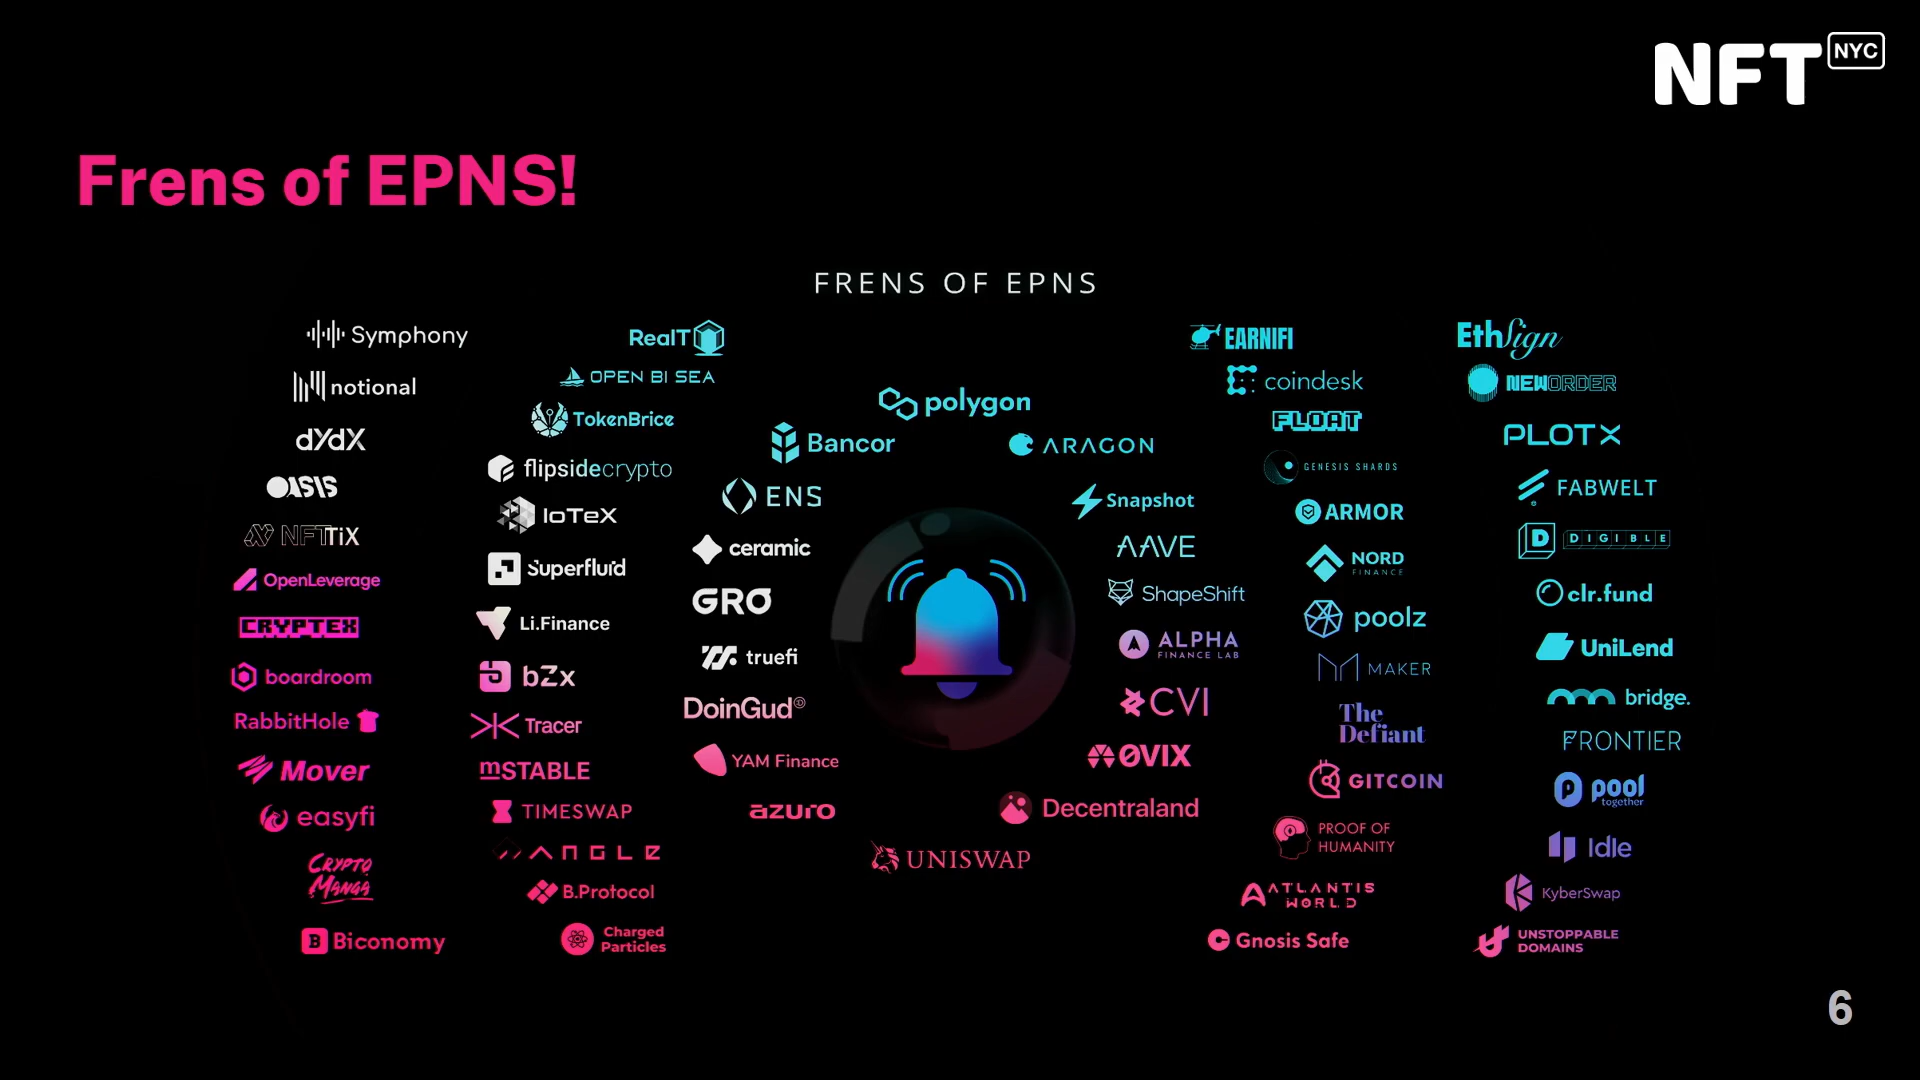 NFT NYC
Frens of EPNS!
FRENS OF EPNS
Symphony
notional
dYdX
OASIS
NFTTiX
OpenLeverage
CRYPTEX
boardroom
RabbitHole
Mover
easyfi
CRYPTO
MANGA
Biconomy
RealT
OPEN BI SEA
TokenBrice
flipsidecrypto
IoTeX
Superfluid
Li.Finance
bZx
Tracer
mSTABLE
TIMESWAP
ANGLE
B.Protocol
Charged
Particles
polygon
Bancor
ARAGON
ENS
Snapshot
ceramic
AAVE
GRO
ShapeShift
truefi
ALPHA
FINANCE LAB
DoinGud
CVI
YAM Finance
0VIX
azuro
Decentraland
UNISWAP
EARNIFI
coindesk
FLOAT
GENESIS SHARDS
ARMOR
NORD
FINANCE
poolz
MAKER
The
Defiant
GITCOIN
PROOF OF
HUMANITY
ATLANTIS
WORLD
Gnosis Safe
EthSign
NEWORDER
PLOTX
FABWELT
D DIGIBLE
clr.fund
UniLend
bridge.
FRONTIER
pool
together
Idle
KyberSwap
UNSTOPPABLE
DOMAINS
6